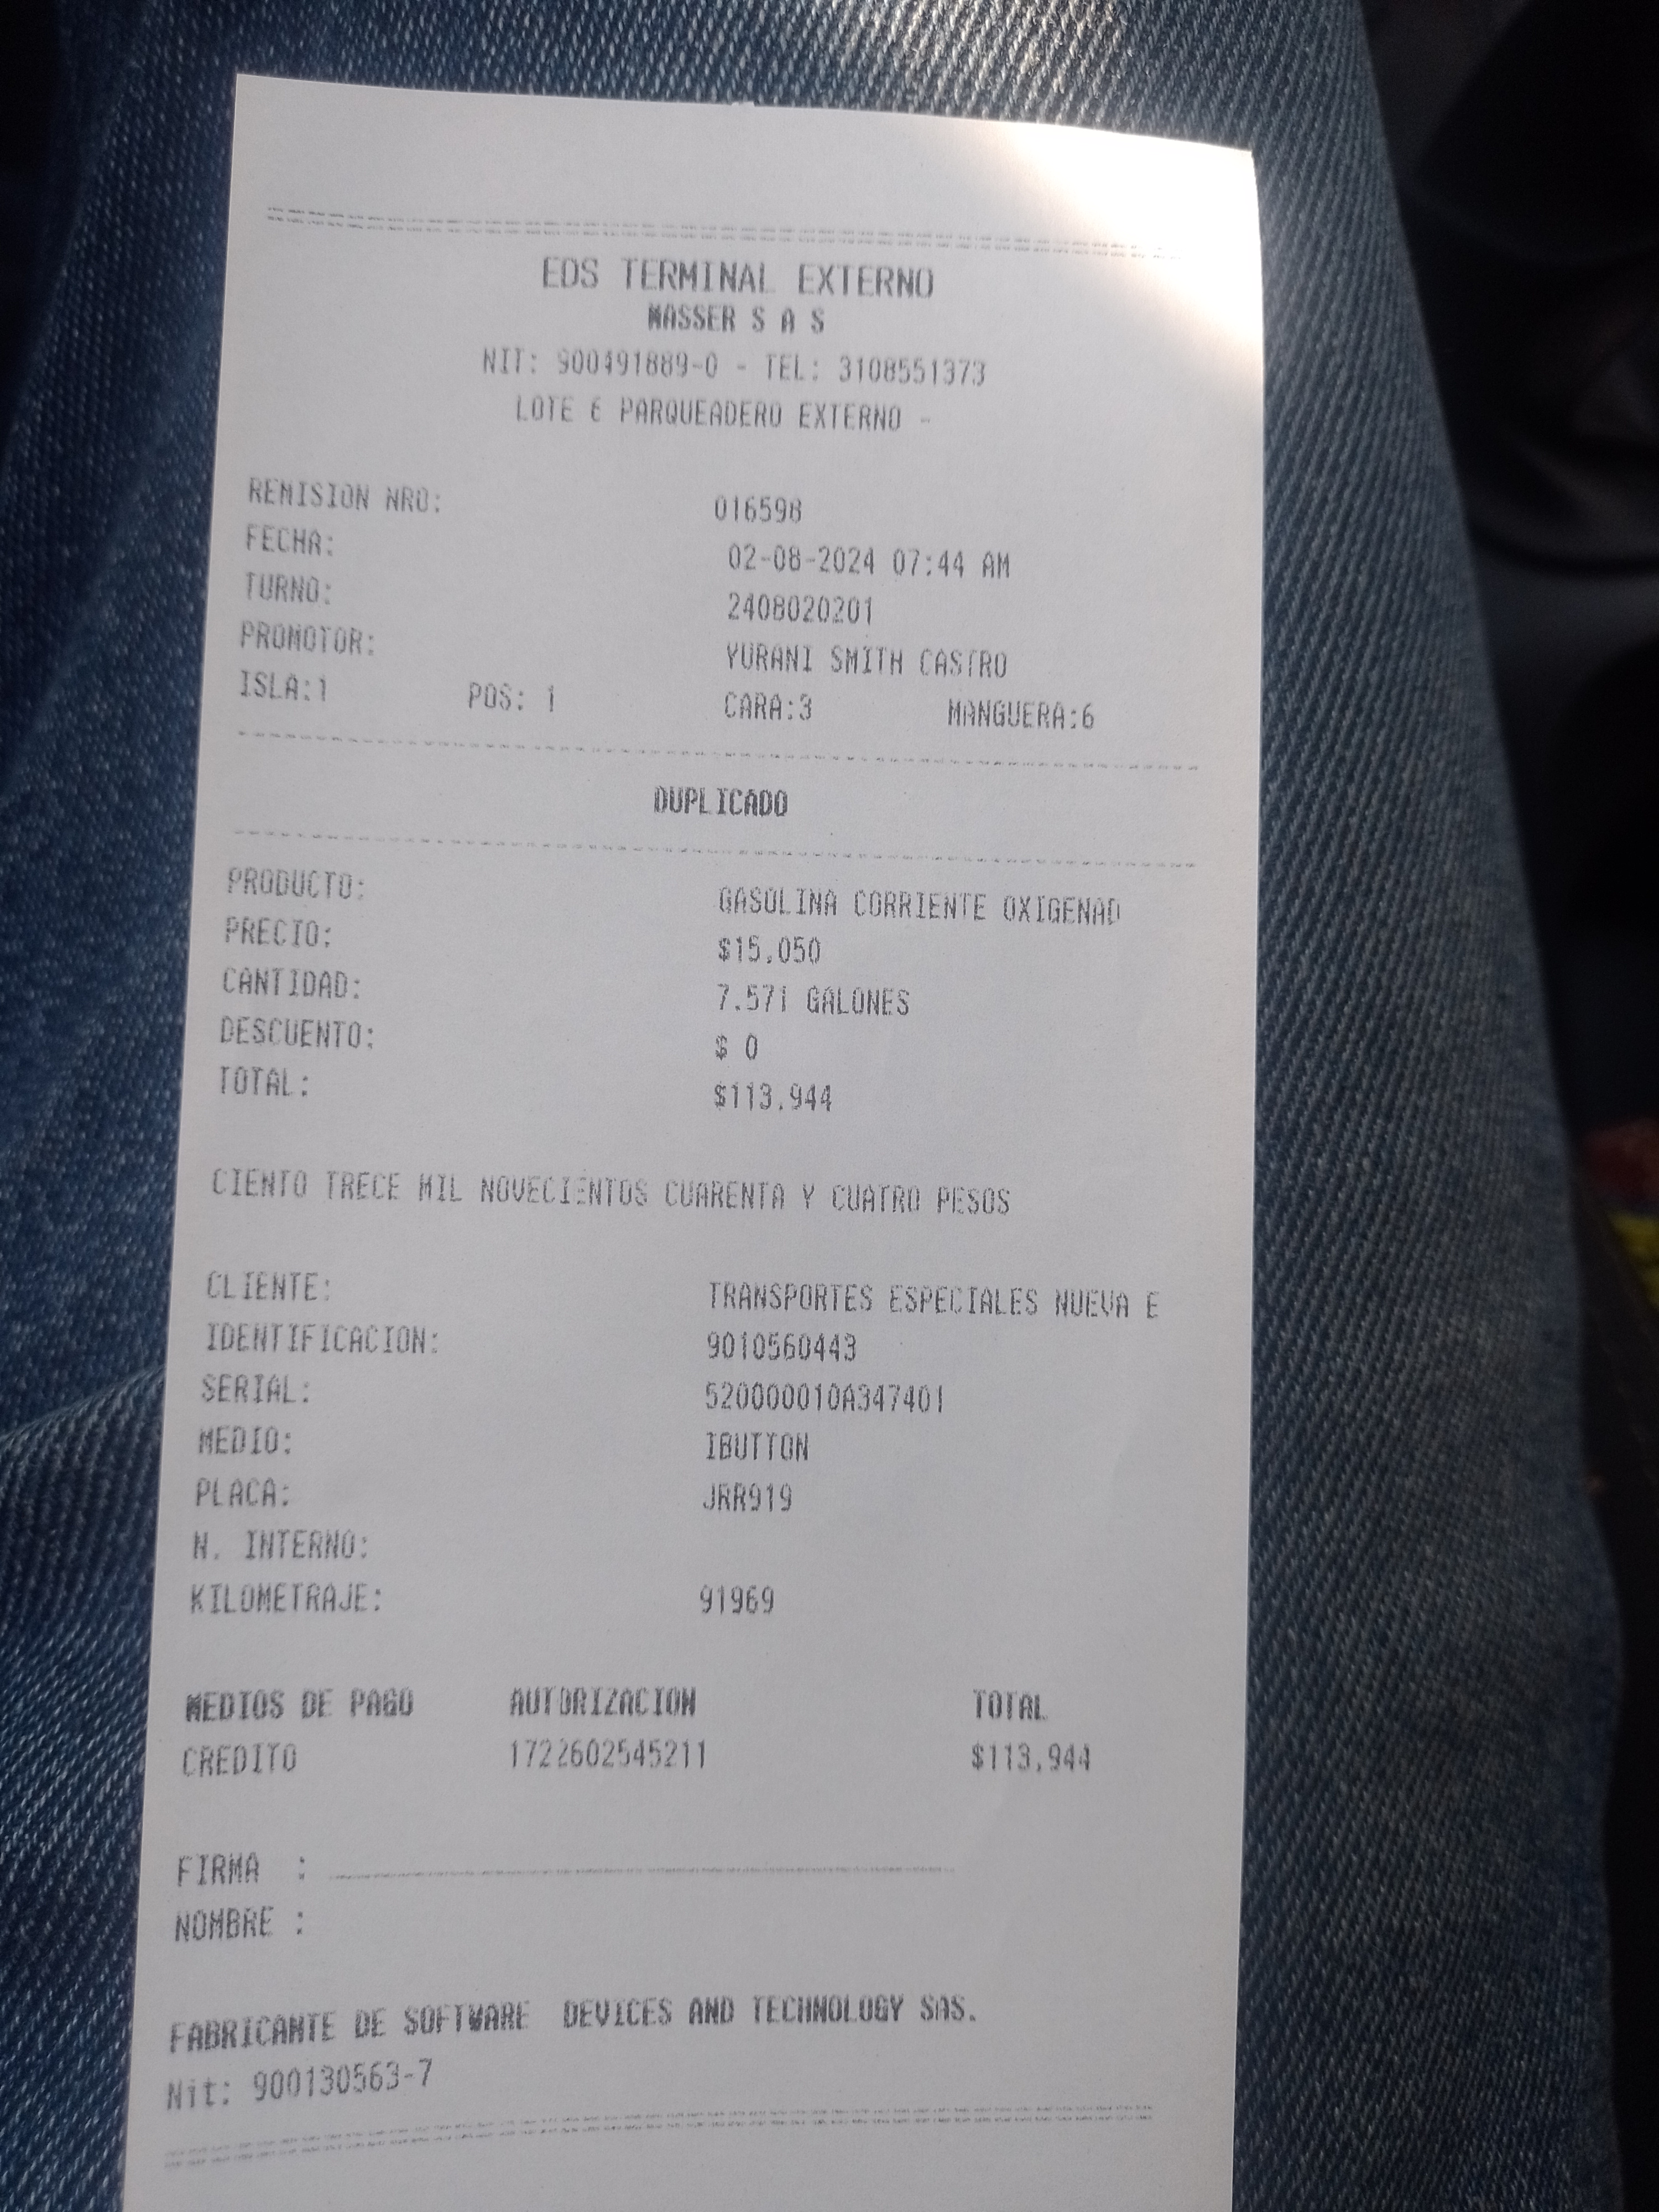 EDS TERMINAL EXTERNO
MASSER S A S
NIT: 900491889-0 - TEL: 3108551373
LOTE 6 PARQUEADERO EXTERNO -
REMISION NRO: 016598
FECHA: 02-08-2024 07:44 AM
TURNO: 2408020201
PROMOTOR: YURANI SMITH CASTRO
ISLA:1 POS: 1 CARA:3 MANGUERA:6
DUPLICADO
PRODUCTO: GASOLINA CORRIENTE OXIGENAD
PRECIO: $15.050
CANTIDAD: 7.571 GALONES
DESCUENTO: $ 0
TOTAL: $113.944
CIENTO TRECE MIL NOVECIENTOS CUARENTA Y CUATRO PESOS
CLIENTE: TRANSPORTES ESPECIALES NUEVA E
IDENTIFICACION: 9010560443
SERIAL: 520000010A347401
MEDIO: IBUTTON
PLACA: JRR919
N. INTERNO:
KILOMETRAJE: 91969
MEDIOS DE PAGO AUTORIZACION TOTAL
CREDITO 1722602545211 $113.944
FIRMA :
NOMBRE :
FABRICANTE DE SOFTWARE DEVICES AND TECHNOLOGY SAS.
Nit: 900130563-7